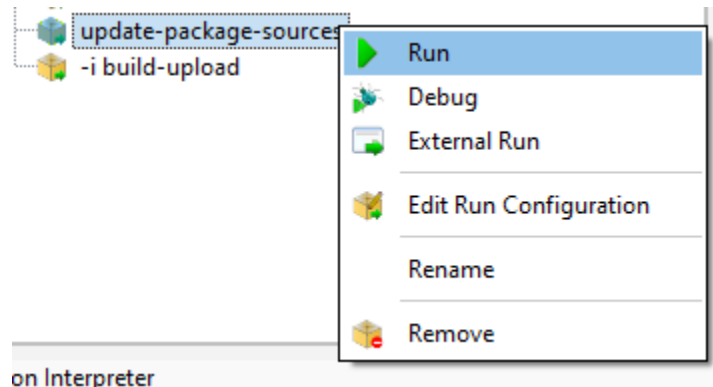 update-package-sources
-i build-upload
Run
Debug
External Run
Edit Run Configuration
Rename
Remove
on Interpreter